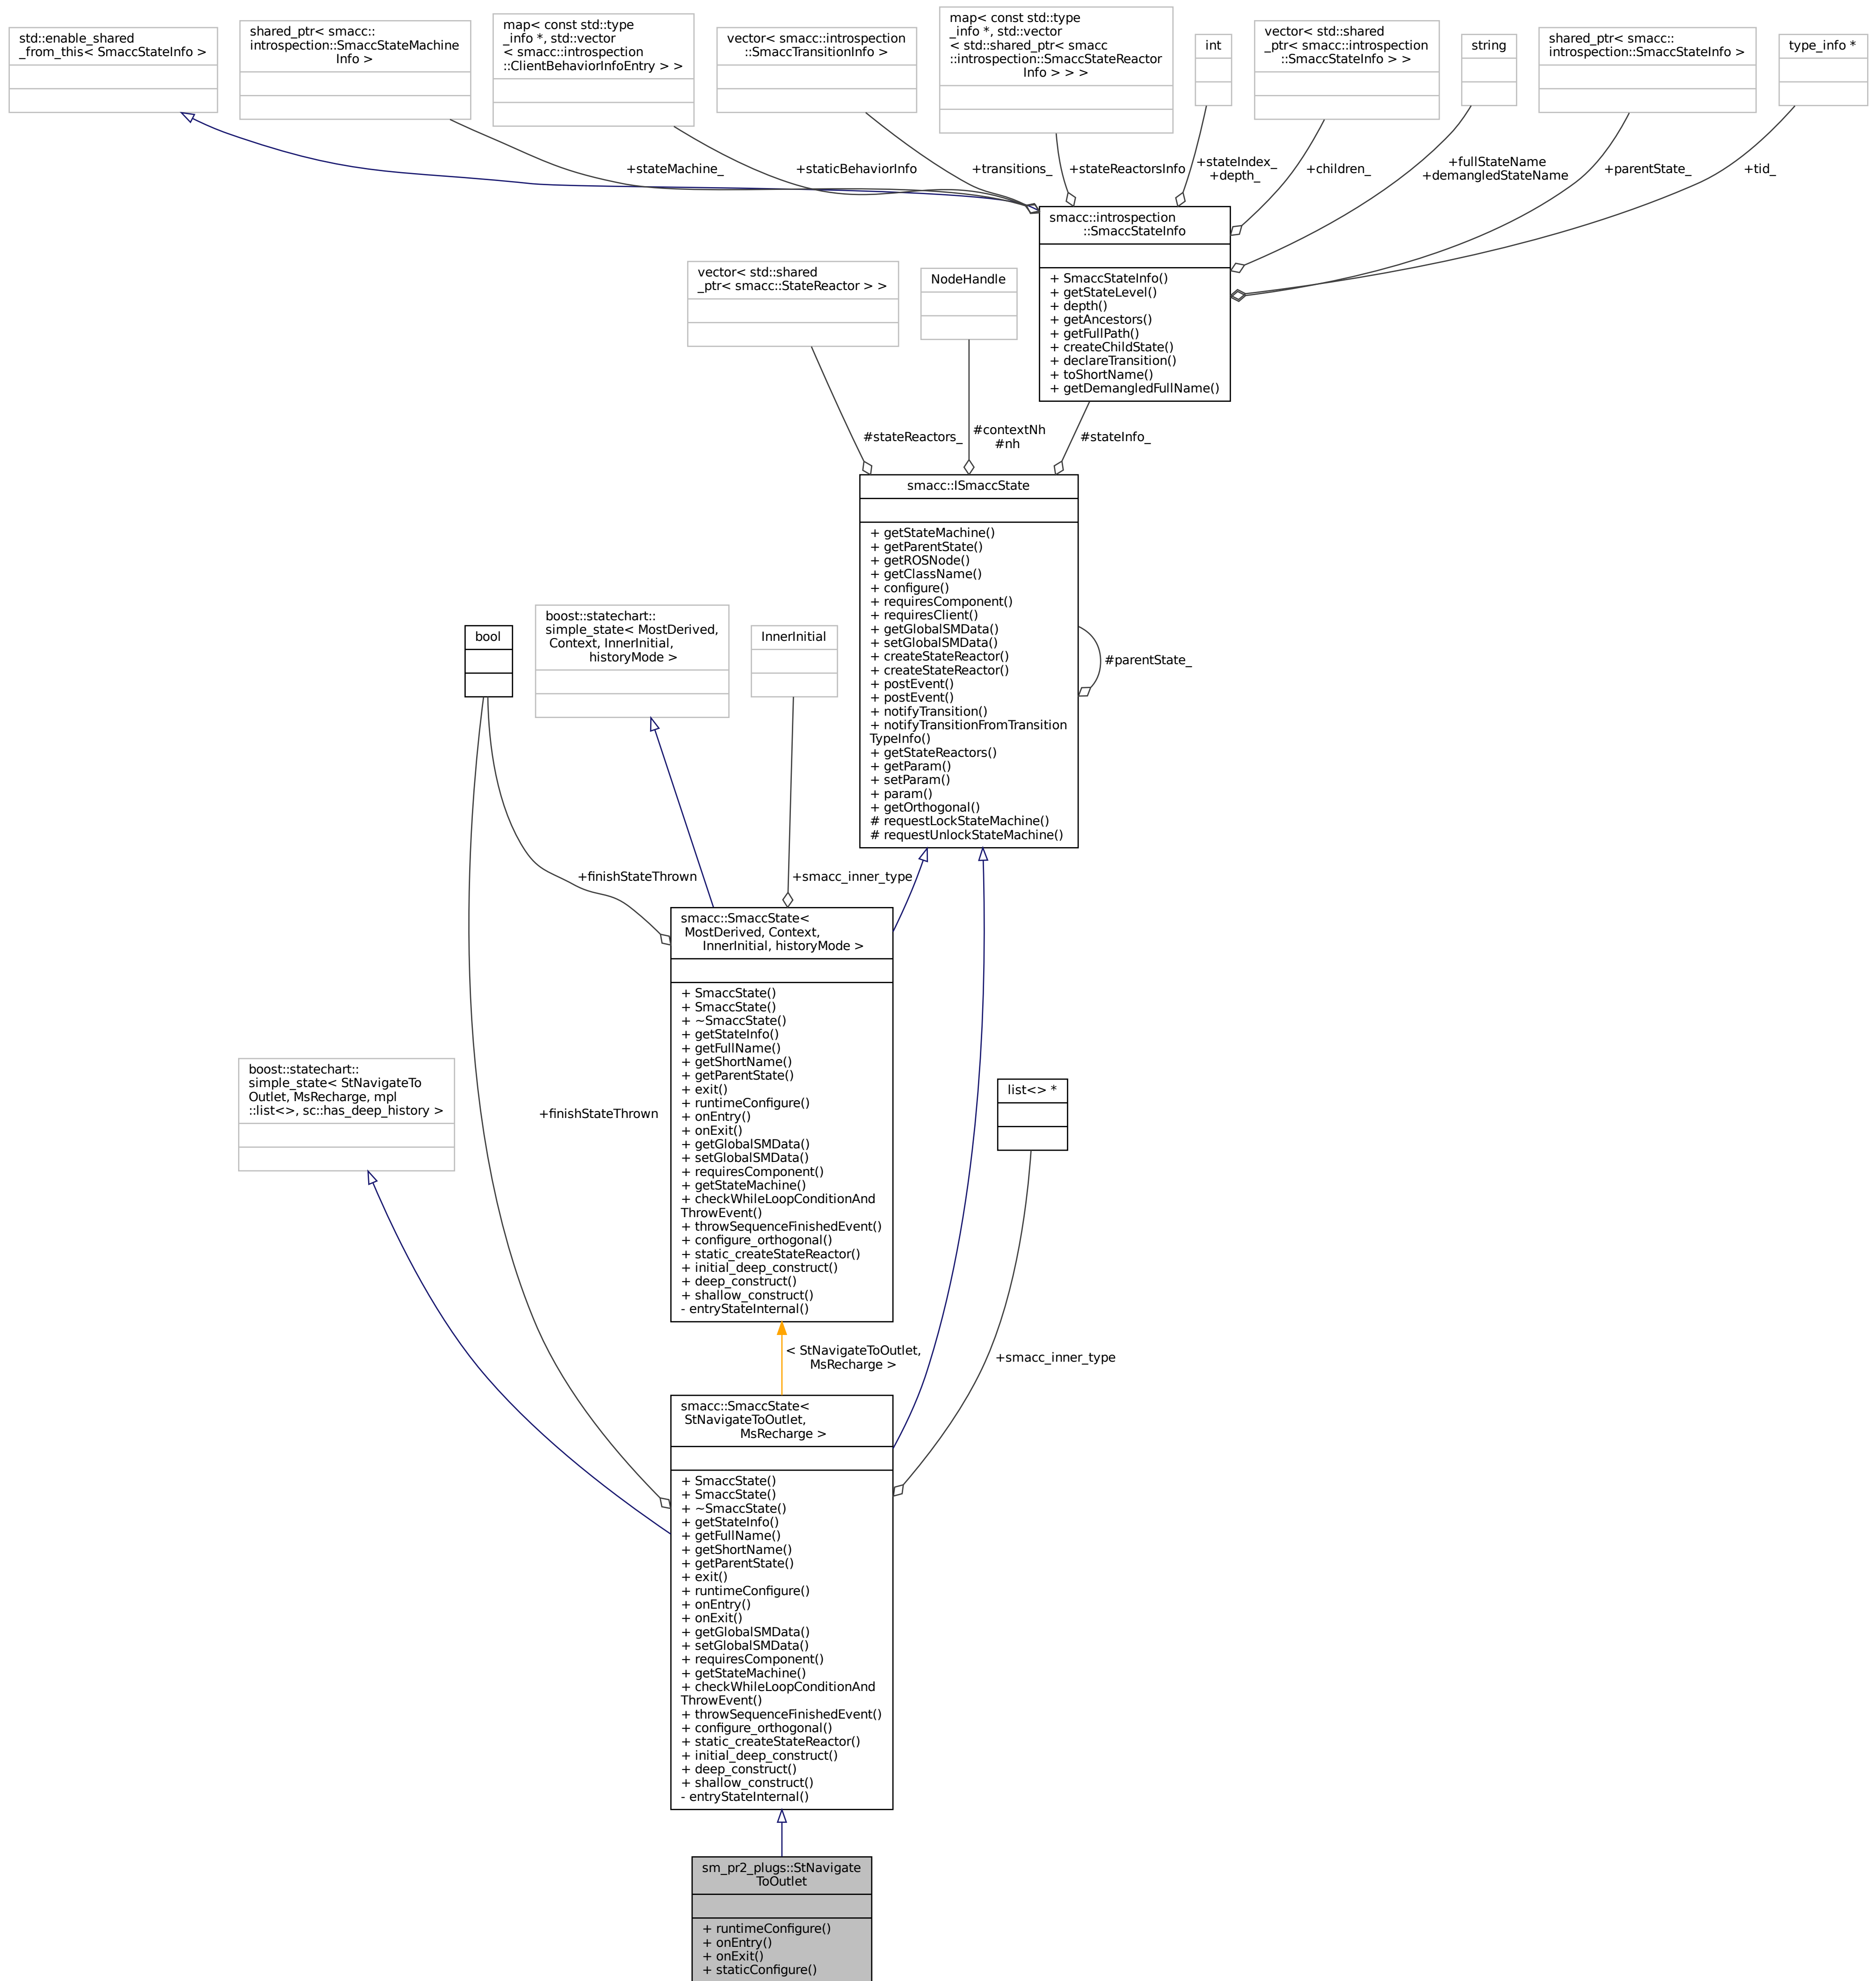 std::enable_shared
_from_this< SmaccStateInfo >
shared_ptr< smacc::
introspection::SmaccStateMachine
Info >
map< const std::type
_info *, std::vector
< smacc::introspection
::ClientBehaviorInfoEntry > >
vector< smacc::introspection
::SmaccTransitionInfo >
map< const std::type
_info *, std::vector
< std::shared_ptr< smacc
::introspection::SmaccStateReactor
Info > > >
int
vector< std::shared
_ptr< smacc::introspection
::SmaccStateInfo > >
string
shared_ptr< smacc::
introspection::SmaccStateInfo >
type_info *
+stateMachine_
+staticBehaviorInfo
+transitions_
+stateReactorsInfo
+stateIndex_
+depth_
+children_
+fullStateName
+demangledStateName
+parentState_
+tid_
smacc::introspection
::SmaccStateInfo
+ SmaccStateInfo()
+ getStateLevel()
+ depth()
+ getAncestors()
+ getFullPath()
+ createChildState()
+ declareTransition()
+ toShortName()
+ getDemangledFullName()
vector< std::shared
_ptr< smacc::StateReactor > >
NodeHandle
#stateReactors_
#contextNh
#nh
#stateInfo_
smacc::ISmaccState
+ getStateMachine()
+ getParentState()
+ getROSNode()
+ getClassName()
+ configure()
+ requiresComponent()
+ requiresClient()
+ getGlobalSMData()
+ setGlobalSMData()
+ createStateReactor()
+ createStateReactor()
+ postEvent()
+ postEvent()
+ notifyTransition()
+ notifyTransitionFromTransition
TypeInfo()
+ getStateReactors()
+ getParam()
+ setParam()
+ param()
+ getOrthogonal()
# requestLockStateMachine()
# requestUnlockStateMachine()
#parentState_
bool
boost::statechart::
simple_state< MostDerived,
Context, InnerInitial,
historyMode >
InnerInitial
+finishStateThrown
+smacc_inner_type
smacc::SmaccState<
MostDerived, Context,
InnerInitial, historyMode >
+ SmaccState()
+ SmaccState()
+ ~SmaccState()
+ getStateInfo()
+ getFullName()
+ getShortName()
+ getParentState()
+ exit()
+ runtimeConfigure()
+ onEntry()
+ onExit()
+ getGlobalSMData()
+ setGlobalSMData()
+ requiresComponent()
+ getStateMachine()
+ checkWhileLoopConditionAnd
ThrowEvent()
+ throwSequenceFinishedEvent()
+ configure_orthogonal()
+ static_createStateReactor()
+ initial_deep_construct()
+ deep_construct()
+ shallow_construct()
- entryStateInternal()
boost::statechart::
simple_state< StNavigateTo
Outlet, MsRecharge, mpl
::list<>, sc::has_deep_history >
+finishStateThrown
list<> *
< StNavigateToOutlet,
MsRecharge >
+smacc_inner_type
smacc::SmaccState<
StNavigateToOutlet,
MsRecharge >
+ SmaccState()
+ SmaccState()
+ ~SmaccState()
+ getStateInfo()
+ getFullName()
+ getShortName()
+ getParentState()
+ exit()
+ runtimeConfigure()
+ onEntry()
+ onExit()
+ getGlobalSMData()
+ setGlobalSMData()
+ requiresComponent()
+ getStateMachine()
+ checkWhileLoopConditionAnd
ThrowEvent()
+ throwSequenceFinishedEvent()
+ configure_orthogonal()
+ static_createStateReactor()
+ initial_deep_construct()
+ deep_construct()
+ shallow_construct()
- entryStateInternal()
sm_pr2_plugs::StNavigate
ToOutlet
+ runtimeConfigure()
+ onEntry()
+ onExit()
+ staticConfigure()